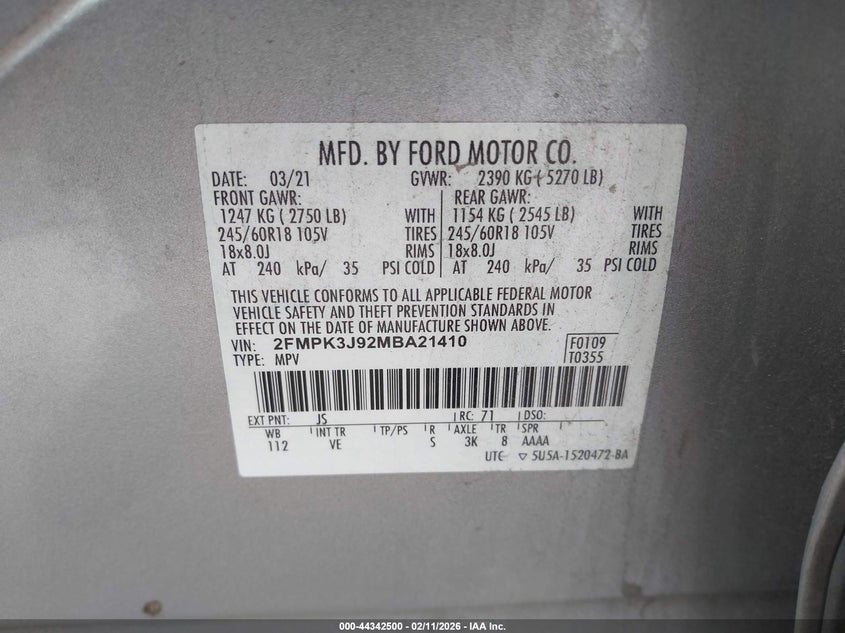 MFD. BY FORD MOTOR CO.
DATE: 03/21 GVWR: 2390 KG ( 5270 LB)
FRONT GAWR: REAR GAWR:
1247 KG ( 2750 LB) WITH 1154 KG ( 2545 LB) WITH
245/60R18 105V TIRES 245/60R18 105V TIRES
18x8.0J RIMS 18x8.0J RIMS
AT 240 kPa/ 35 PSI COLD AT 240 kPa/ 35 PSI COLD
THIS VEHICLE CONFORMS TO ALL APPLICABLE FEDERAL MOTOR
VEHICLE SAFETY AND THEFT PREVENTION STANDARDS IN
EFFECT ON THE DATE OF MANUFACTURE SHOWN ABOVE.
VIN: 2FMPK3J92MBA21410 F0109
TYPE: MPV T0355
EXT PNT: JS RC: 71 DSO:
WB INT TR TP/PS R AXLE TR SPR
112 VE S 3K 8 AAAA
UTC ▽ 5U5A-1520472-BA
000-44342500 - 02/11/2026 - IAA Inc.